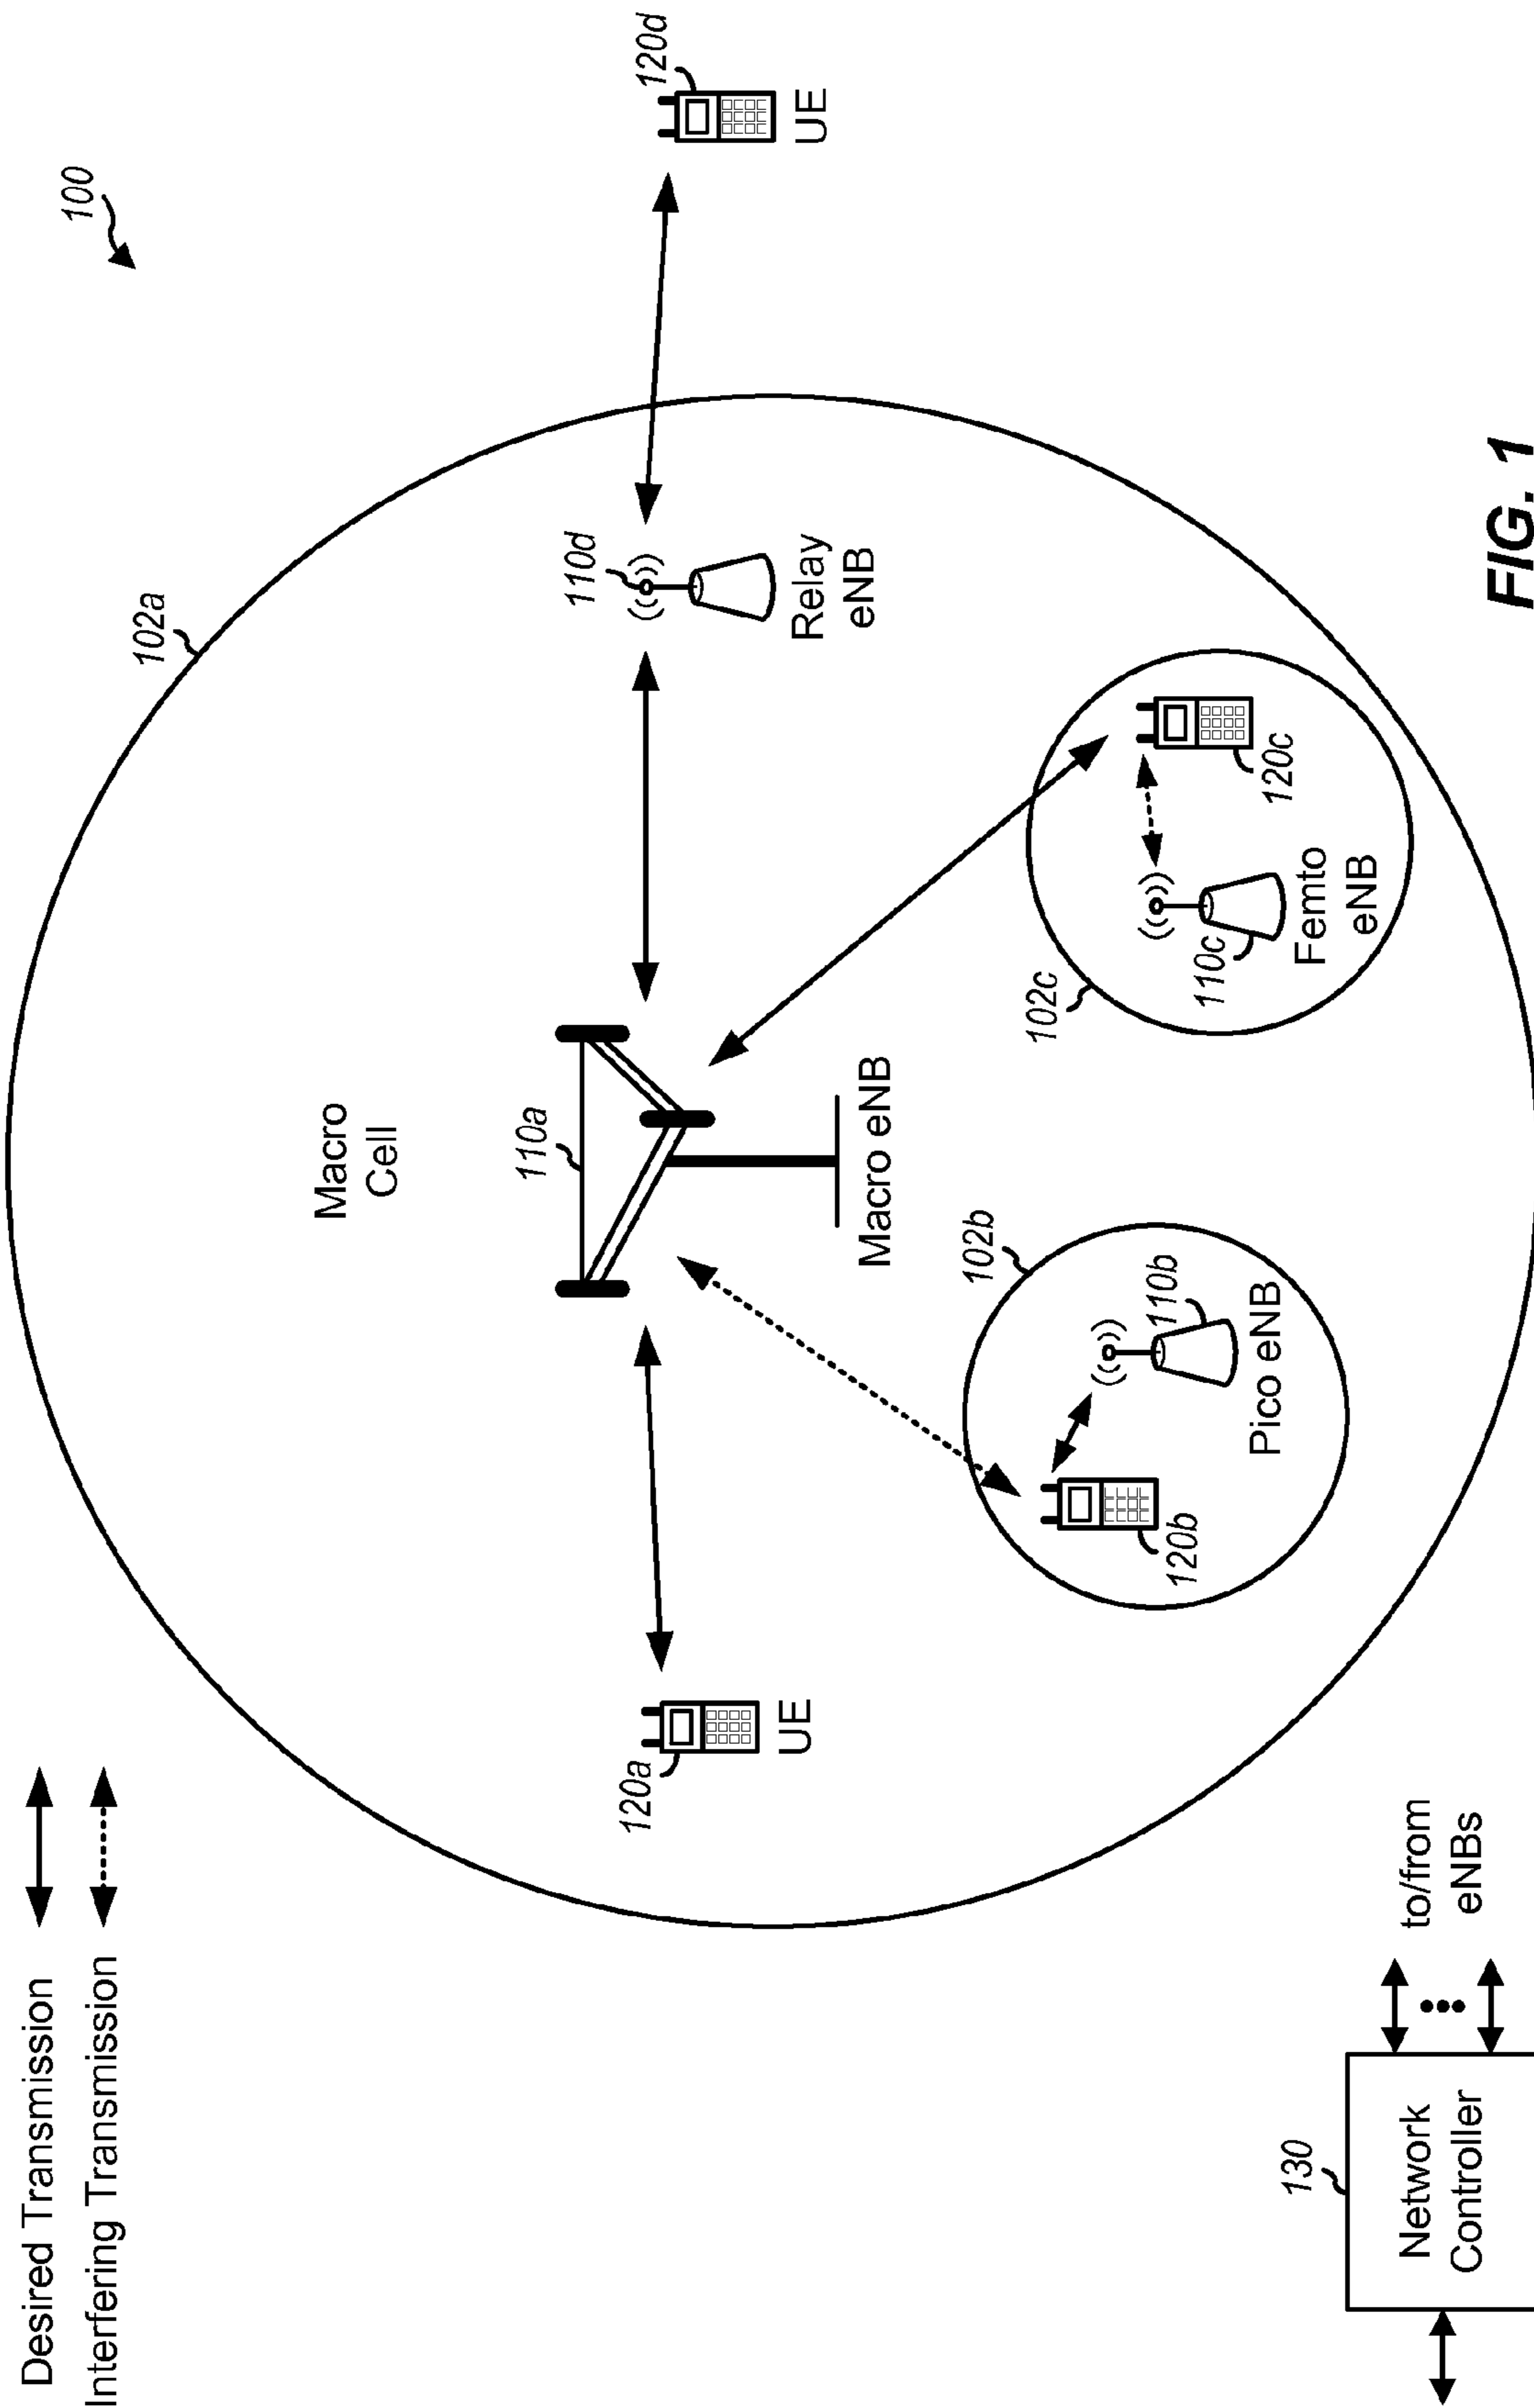 Desired Transmission
Interfering Transmission
100
102a
Macro
Cell
110a
Macro eNB
120a
UE
110d
Relay
eNB
120d
UE
102b
120b
110b
Pico eNB
102c
110c
Femto
eNB
120c
130
Network
Controller
to/from
eNBs
FIG. 1